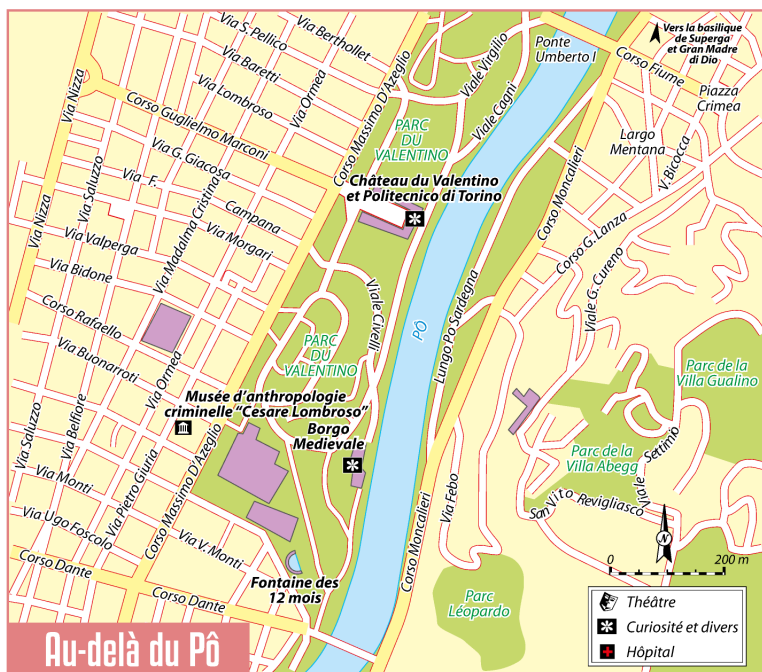 Via S. Pellico
Via Berthollet
Via Baretti
Via Lombroso
Via Ormea
Via Nizza
Corso Guglielmo Marconi
Corso Massimo D'Azeglio
Viale Virgilio
Viale Cagni
Ponte
Umberto I
Vers la basilique
de Superga
et Gran Madre
di Dio
Corso Fiume
Piazza
Crimea
Largo
Mentana
V. Bicocca
PARC
DU
VALENTINO
Via G. Giacosa
Via Saluzzo
Via F.
Campana
Via Madalma Cristina
Via Morgari
Château du Valentino
et Politecnico di Torino
Corso Moncalieri
Corso G. Lanza
Viale G. Cureno
Via Nizza
Via Valperga
Via Bidone
Corso Rafaello
Via Buonarroti
Viale Civelli
PÔ
Lungo Po Sardegna
PARC
DU
VALENTINO
Parc de la
Villa Gualino
Via Ormea
Musée d'anthropologie
criminelle "Cesare Lombroso"
Borgo
Medievale
Via Saluzzo
Via Belfiore
Corso Massimo D'Azeglio
Via Pietro Giuria
Via Monti
Via Ugo Foscolo
Via V. Monti
Parc de la
Villa Abegg
Viale Settimio
San Vito Revigliasco
Via Febo
Corso Moncalieri
Corso Dante
Corso Dante
Fontaine des
12 mois
Parc
Léopardo
N
0 200 m
Théâtre
Curiosité et divers
Hôpital
Au-delà du Pô